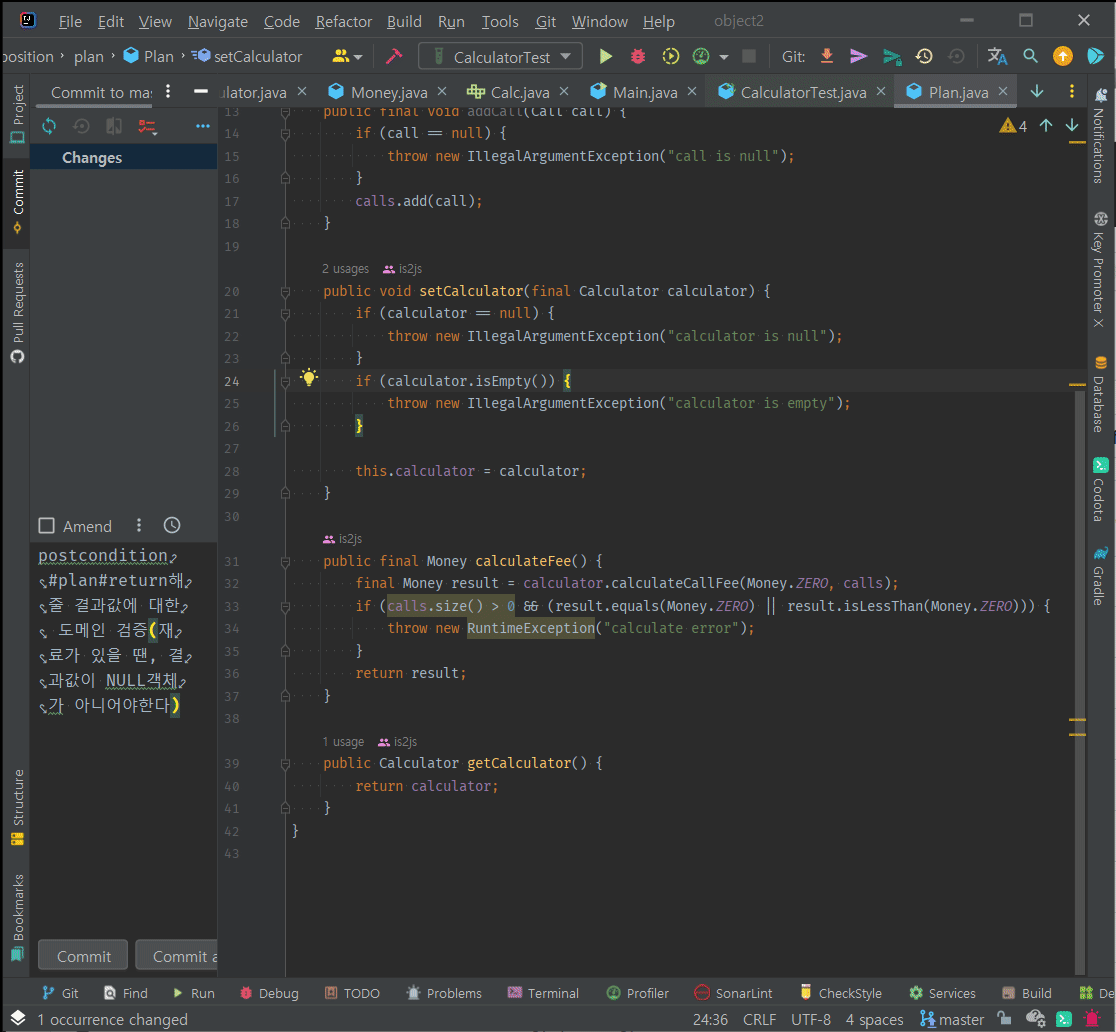 File Edit View Navigate Code Refactor Build Run Tools Git Window Help object2
position › plan › Plan › setCalculator CalculatorTest Git:
Commit to mas ulator.java Money.java Calc.java Main.java CalculatorTest.java Plan.java
Project
Commit
Pull Requests
Structure
Bookmarks
Changes
Amend
postcondition
#plan#return해
줄 결과값에 대한
도메인 검증(재
료가 있을 땐, 결
과값이 NULL객체
가 아니어야한다)
Commit Commit a
4
13 public final void addCall(Call call) {
14 if (call == null) {
15 throw new IllegalArgumentException("call is null");
16 }
17 calls.add(call);
18 }
19
2 usages is2js
20 public void setCalculator(final Calculator calculator) {
21 if (calculator == null) {
22 throw new IllegalArgumentException("calculator is null");
23 }
24 if (calculator.isEmpty()) {
25 throw new IllegalArgumentException("calculator is empty");
26 }
27
28 this.calculator = calculator;
29 }
30
is2js
31 public final Money calculateFee() {
32 final Money result = calculator.calculateCallFee(Money.ZERO, calls);
33 if (calls.size() > 0 && (result.equals(Money.ZERO) || result.isLessThan(Money.ZERO))) {
34 throw new RuntimeException("calculate error");
35 }
36 return result;
37 }
38
1 usage is2js
39 public Calculator getCalculator() {
40 return calculator;
41 }
42 }
43
Notifications
Key Promoter X
Database
Codota
Gradle
Git Find Run Debug TODO Problems Terminal Profiler SonarLint CheckStyle Services Build De
1 occurrence changed 24:36 CRLF UTF-8 4 spaces master